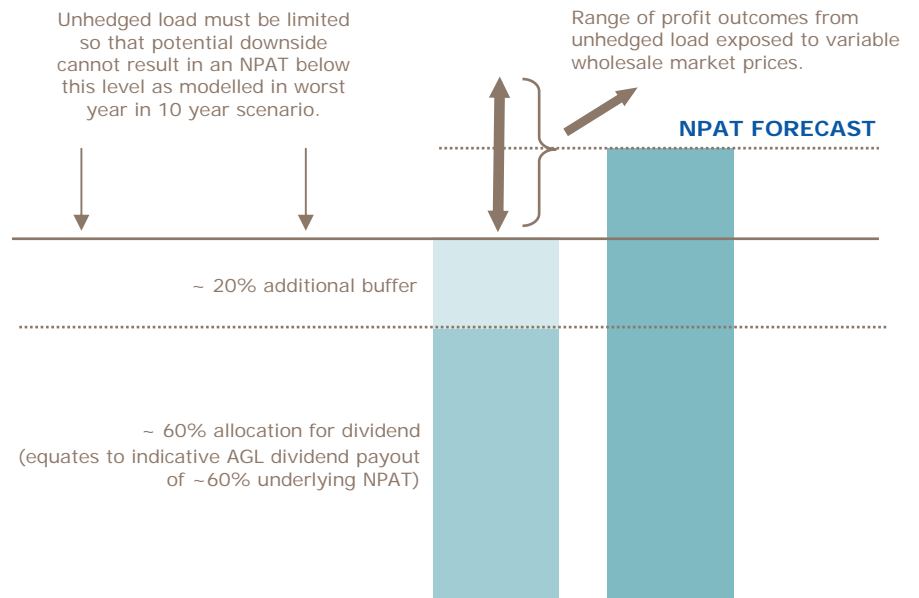 Unhedged load must be limited
so that potential downside
cannot result in an NPAT below
this level as modelled in worst
year in 10 year scenario.
Range of profit outcomes from
unhedged load exposed to variable
wholesale market prices.
NPAT FORECAST
~ 20% additional buffer
~ 60% allocation for dividend
(equates to indicative AGL dividend payout
of ~60% underlying NPAT)